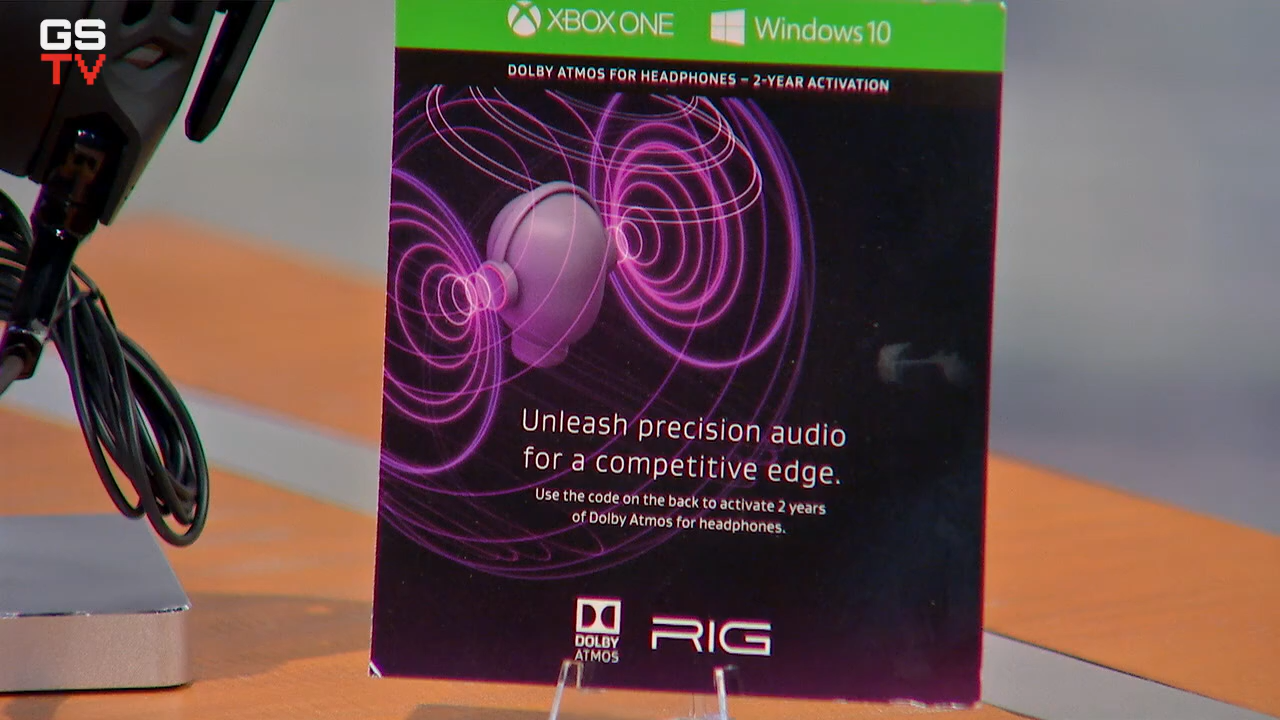 GS
TV
XBOX ONE
Windows 10
DOLBY ATMOS FOR HEADPHONES – 2-YEAR ACTIVATION
Unleash precision audio
for a competitive edge.
Use the code on the back to activate 2 years
of Dolby Atmos for headphones.
DOLBY
ATMOS
RIG